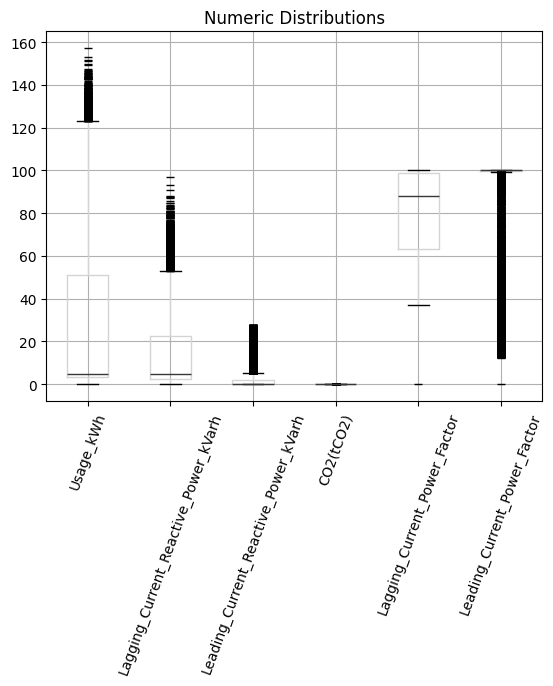 Numeric Distributions
160
140
120
100
80
60
40
20
0
Usage_kWh
Lagging_Current_Reactive_Power_kVarh
Leading_Current_Reactive_Power_kVarh
CO2(tCO2)
Lagging_Current_Power_Factor
Leading_Current_Power_Factor